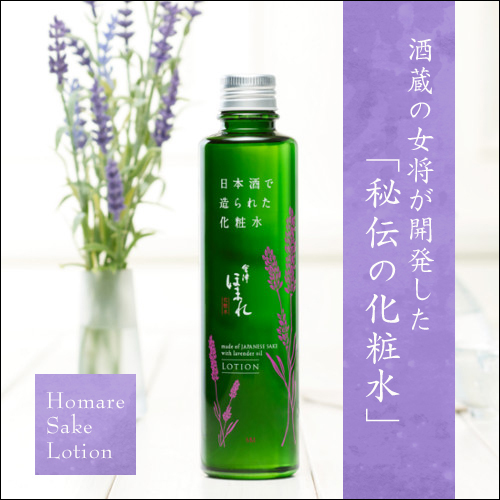 酒蔵の女将が開発した
「秘伝の化粧水」
日本酒で
造られた
化粧水
會津
ほまれ
made of JAPANESE SAKE
with lavender oil
LOTION
Homare
Sake
Lotion